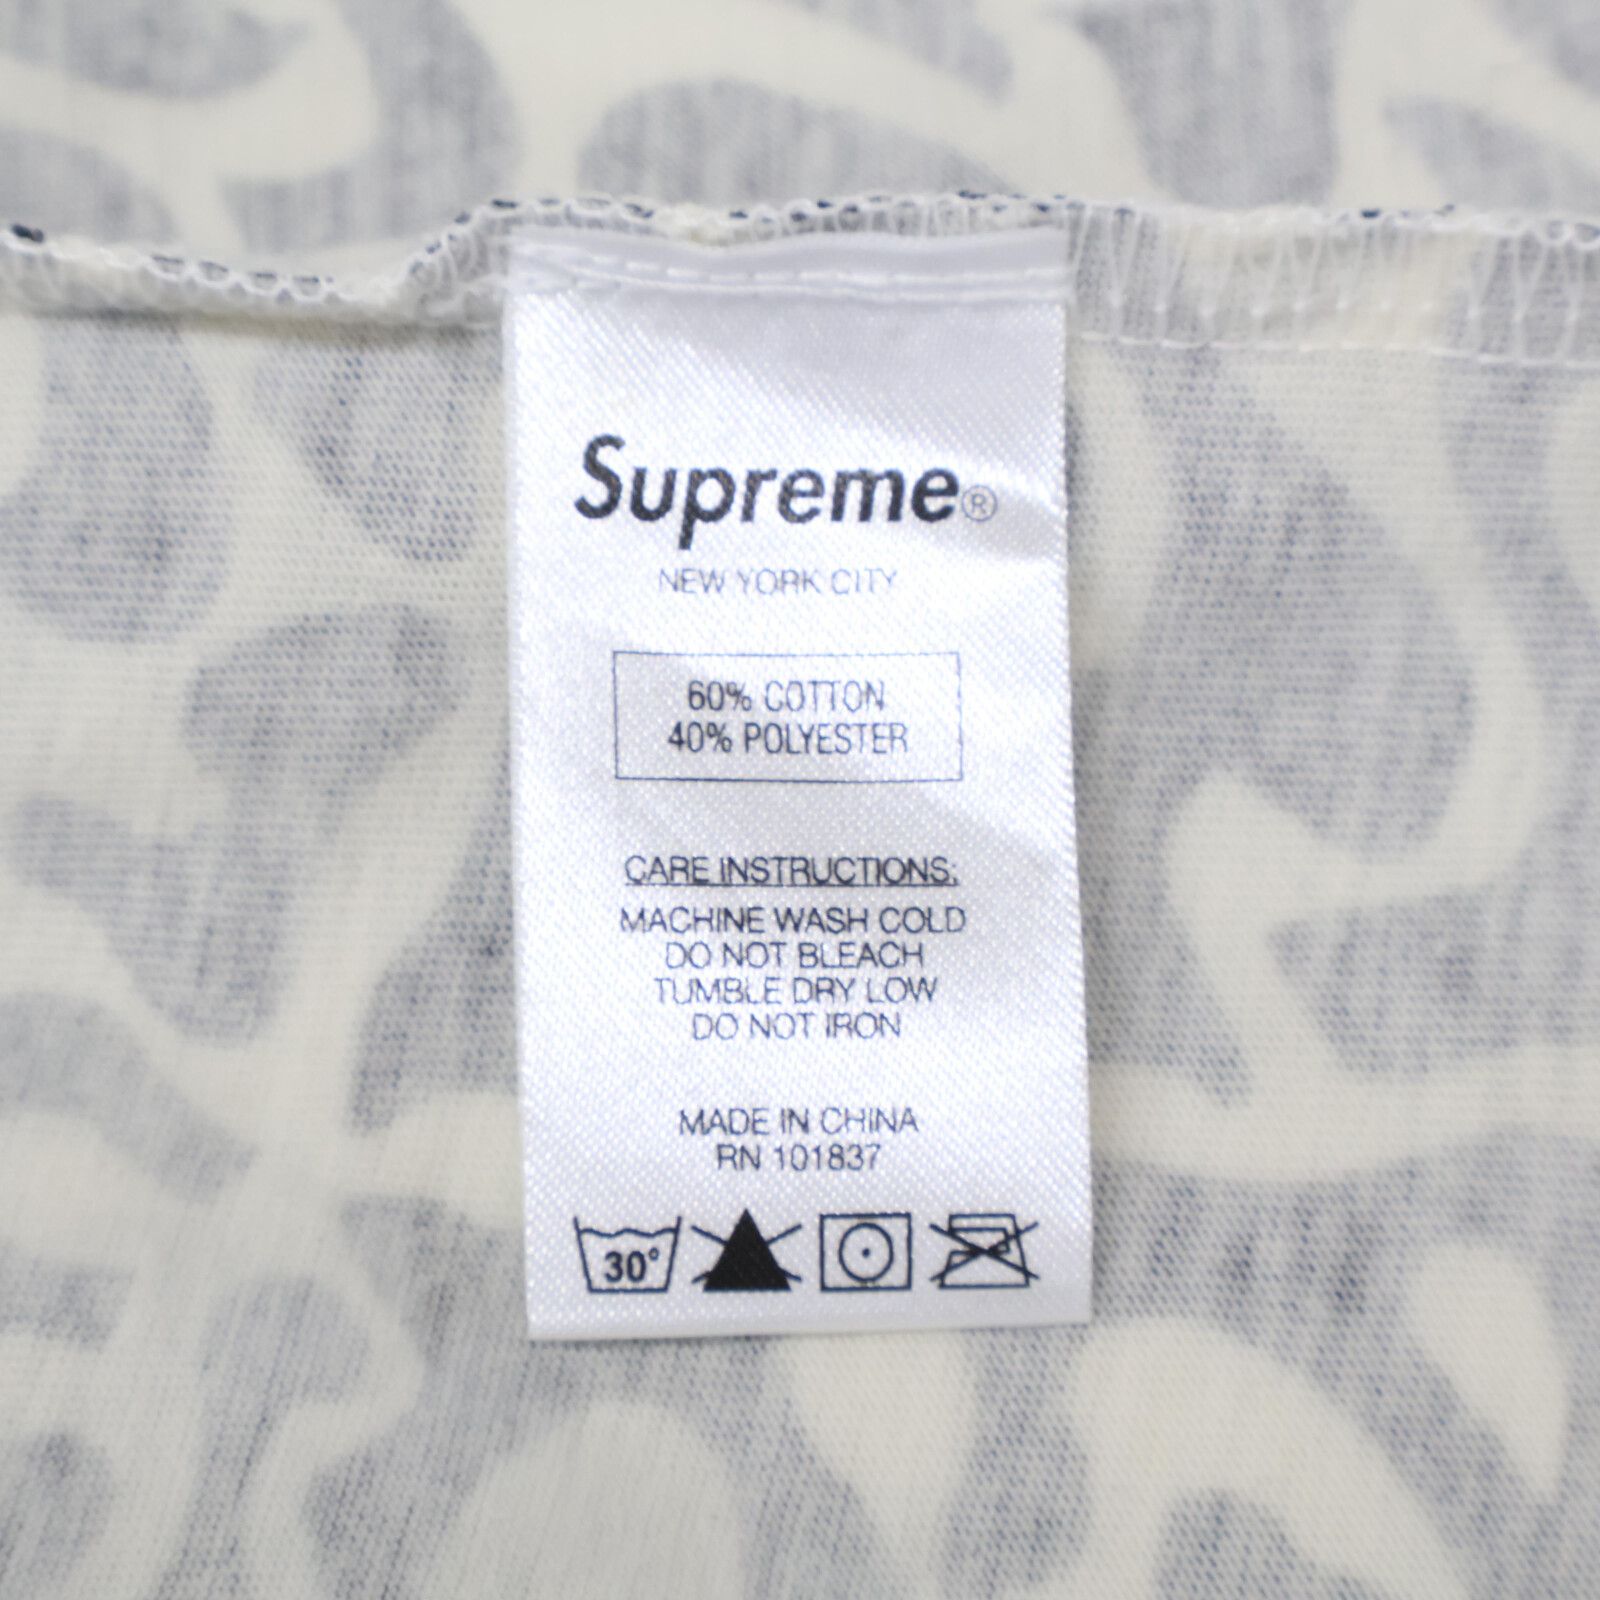 Supreme®
NEW YORK CITY
60% COTTON
40% POLYESTER
CARE INSTRUCTIONS:
MACHINE WASH COLD
DO NOT BLEACH
TUMBLE DRY LOW
DO NOT IRON
MADE IN CHINA
RN 101837
30°